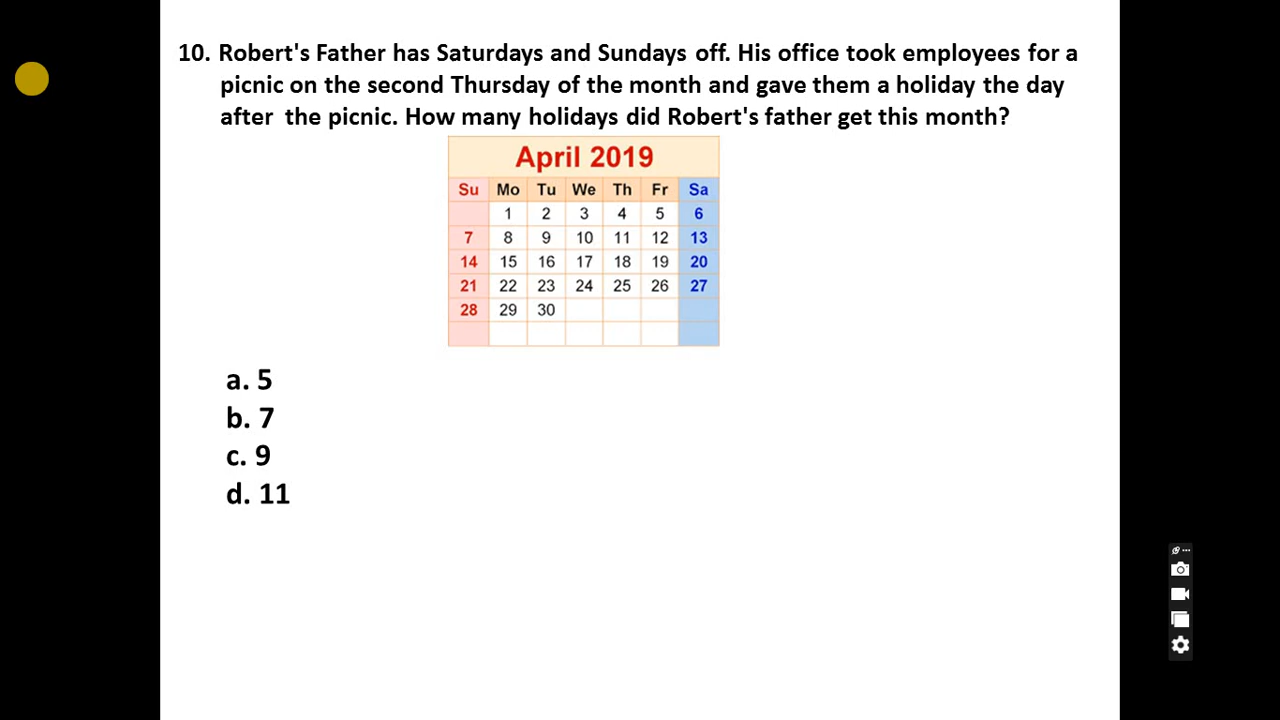 10. Robert's Father has Saturdays and Sundays off. His office took employees for a
picnic on the second Thursday of the month and gave them a holiday the day
after the picnic. How many holidays did Robert's father get this month?
April 2019
Su Mo Tu We Th Fr Sa
1 2 3 4 5 6
7 8 9 10 11 12 13
14 15 16 17 18 19 20
21 22 23 24 25 26 27
28 29 30
a. 5
b. 7
c. 9
d. 11